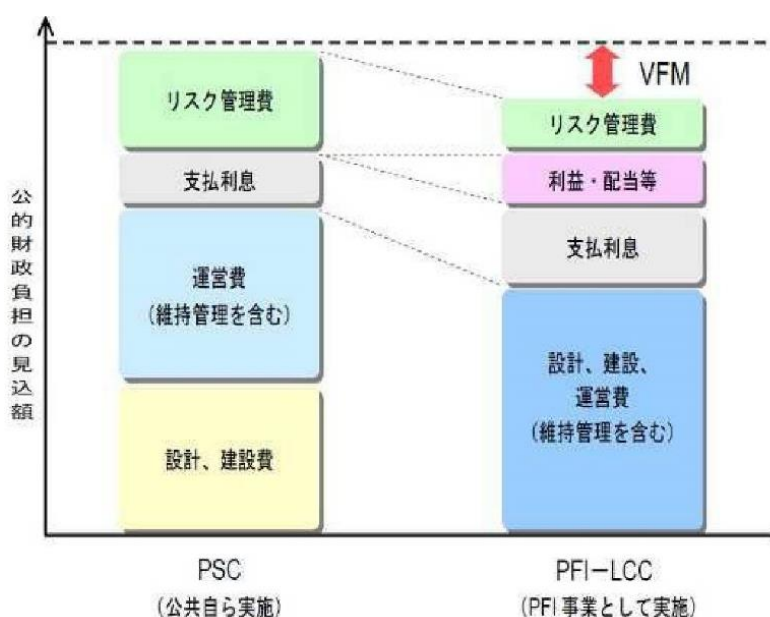 公的財政負担の見込額
リスク管理費
支払利息
運営費
(維持管理を含む)
設計、建設費
PSC
(公共自ら実施)
VFM
リスク管理費
利益・配当等
支払利息
設計、建設、
運営費
(維持管理を含む)
PFI－LCC
(PFI事業として実施)